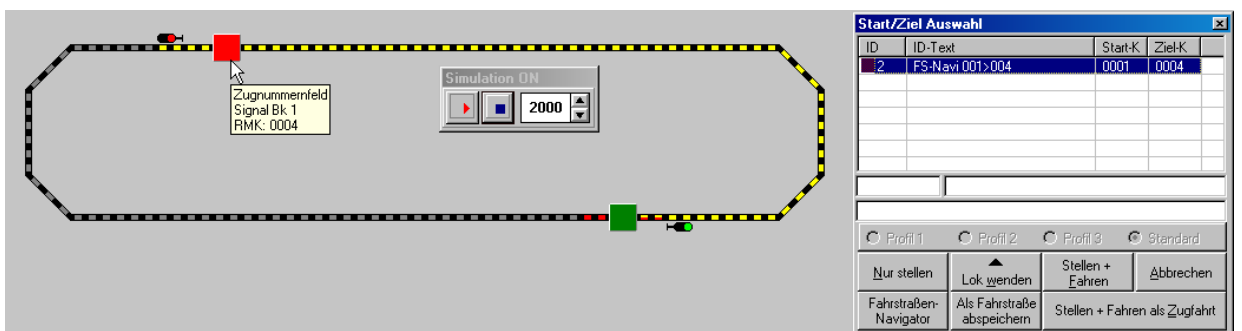 Zugnummernfeld
Signal Bk 1
RMK: 0004
Simulation ON
2000
Start/Ziel Auswahl
ID ID-Text Start-K Ziel-K
2 FS-Navi 001>004 0001 0004
Profil 1 Profil 2 Profil 3 Standard
Nur stellen
Lok wenden
Stellen +
Fahren
Abbrechen
Fahrstraßen-
Navigator
Als Fahrstraße
abspeichern
Stellen + Fahren als Zugfahrt